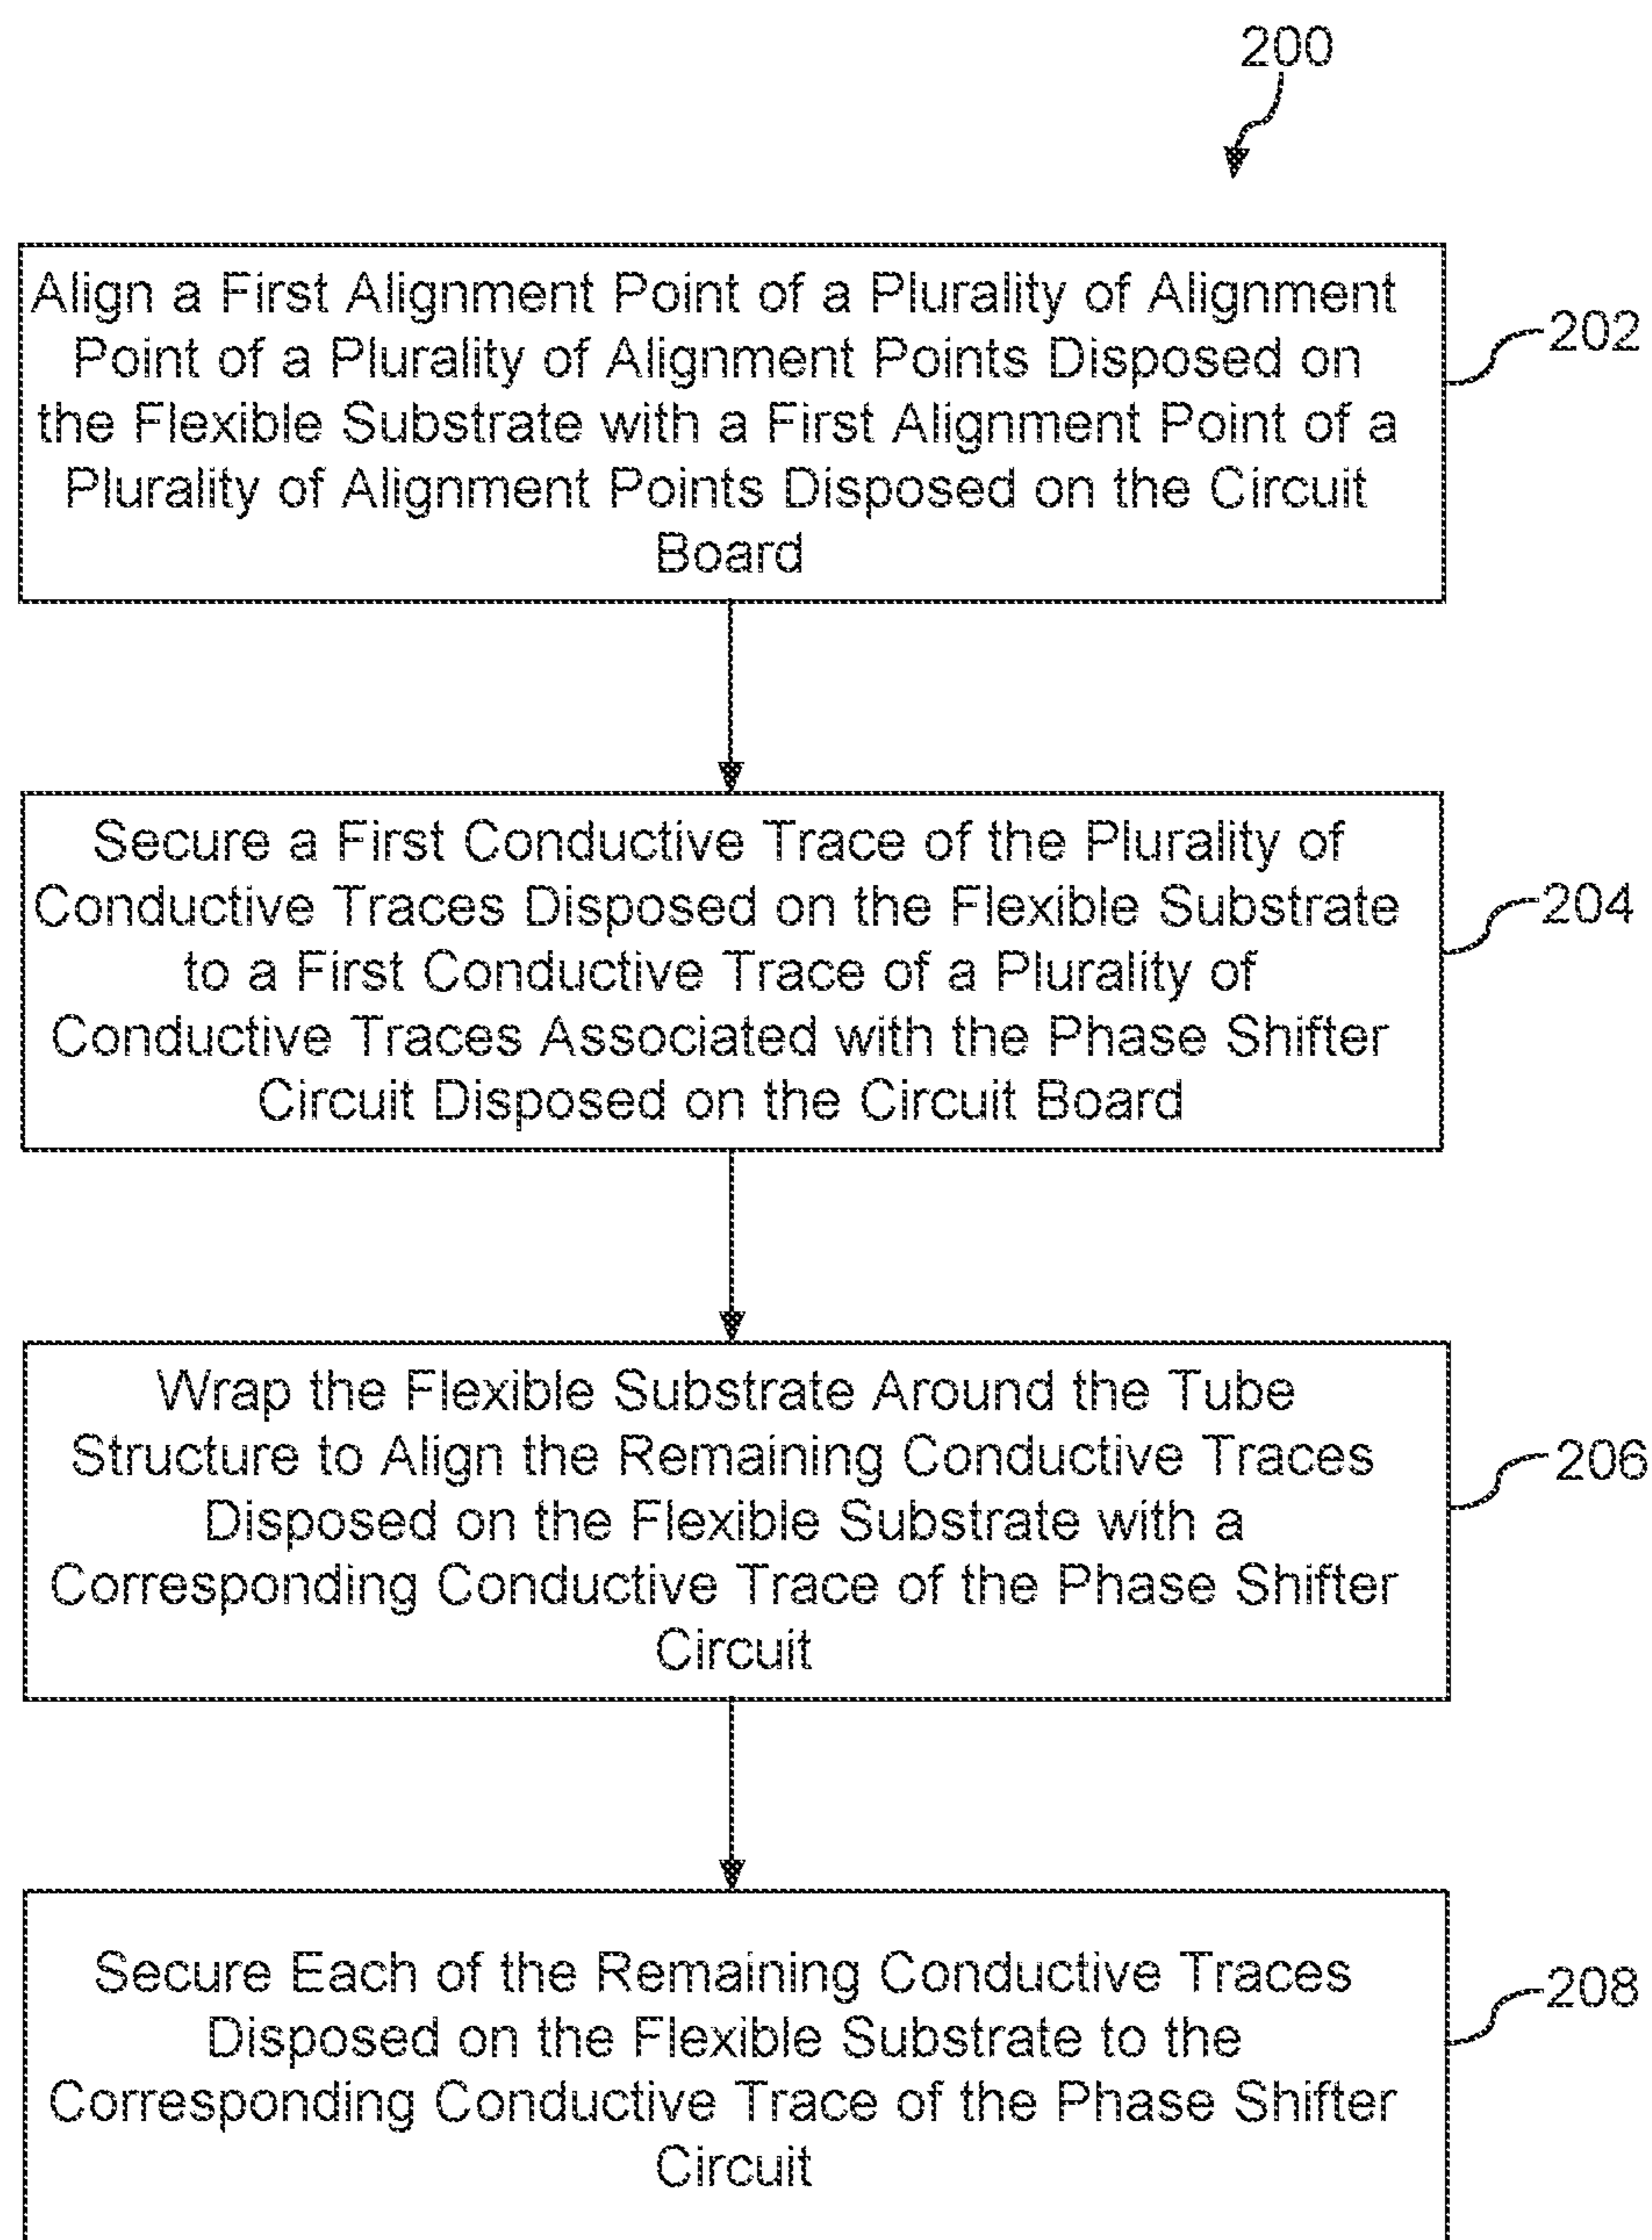 200
Align a First Alignment Point of a Plurality of Alignment
Point of a Plurality of Alignment Points Disposed on
the Flexible Substrate with a First Alignment Point of a
Plurality of Alignment Points Disposed on the Circuit
Board
202
Secure a First Conductive Trace of the Plurality of
Conductive Traces Disposed on the Flexible Substrate
to a First Conductive Trace of a Plurality of
Conductive Traces Associated with the Phase Shifter
Circuit Disposed on the Circuit Board
204
Wrap the Flexible Substrate Around the Tube
Structure to Align the Remaining Conductive Traces
Disposed on the Flexible Substrate with a
Corresponding Conductive Trace of the Phase Shifter
Circuit
206
Secure Each of the Remaining Conductive Traces
Disposed on the Flexible Substrate to the
Corresponding Conductive Trace of the Phase Shifter
Circuit
208